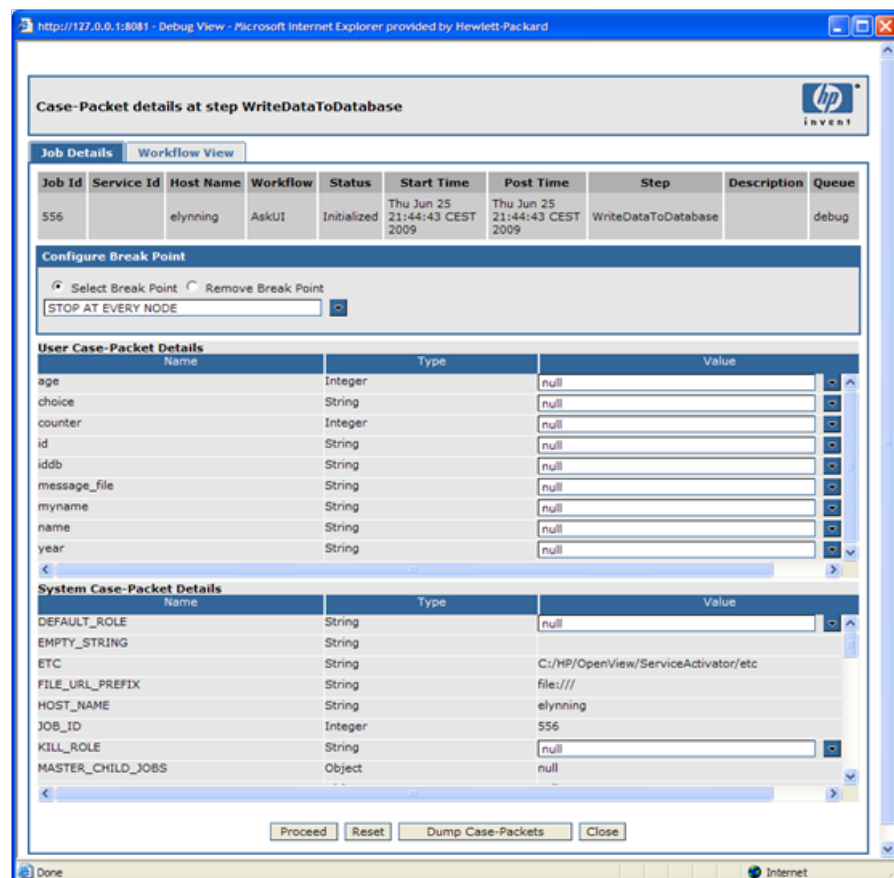 http://127.0.0.1:8081 - Debug View - Microsoft Internet Explorer provided by Hewlett-Packard
Case-Packet details at step WriteDataToDatabase
hp
invent
Job Details Workflow View
Job Id Service Id Host Name Workflow Status Start Time Post Time Step Description Queue
556 elynning AskUI Initialized Thu Jun 25 21:44:43 CEST 2009 Thu Jun 25 21:44:43 CEST 2009 WriteDataToDatabase debug
Configure Break Point
Select Break Point Remove Break Point
STOP AT EVERY NODE
User Case-Packet Details
Name Type Value
age Integer null
choice String null
counter Integer null
id String null
iddb String null
message_file String null
myname String null
name String null
year String null
System Case-Packet Details
Name Type Value
DEFAULT_ROLE String null
EMPTY_STRING String
ETC String C:/HP/OpenView/ServiceActivator/etc
FILE_URL_PREFIX String file:///
HOST_NAME String elynning
JOB_ID Integer 556
KILL_ROLE String null
MASTER_CHILD_JOBS Object null
Proceed Reset Dump Case-Packets Close
Done Internet